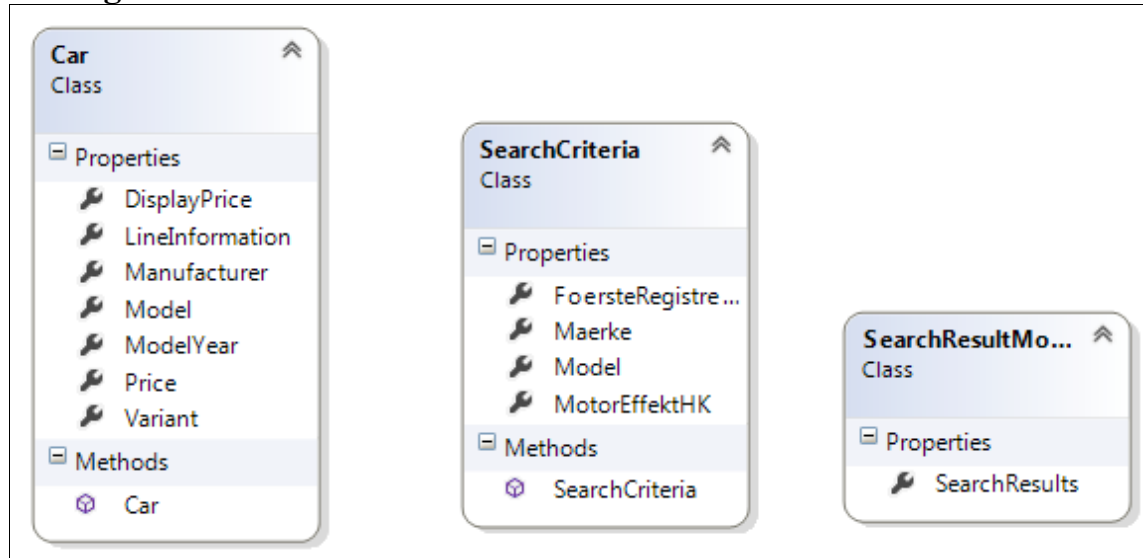 Car
Class
Properties
DisplayPrice
LineInformation
Manufacturer
Model
ModelYear
Price
Variant
Methods
Car
SearchCriteria
Class
Properties
FoersteRegistre...
Maerke
Model
MotorEffektHK
Methods
SearchCriteria
SearchResultMo...
Class
Properties
SearchResults